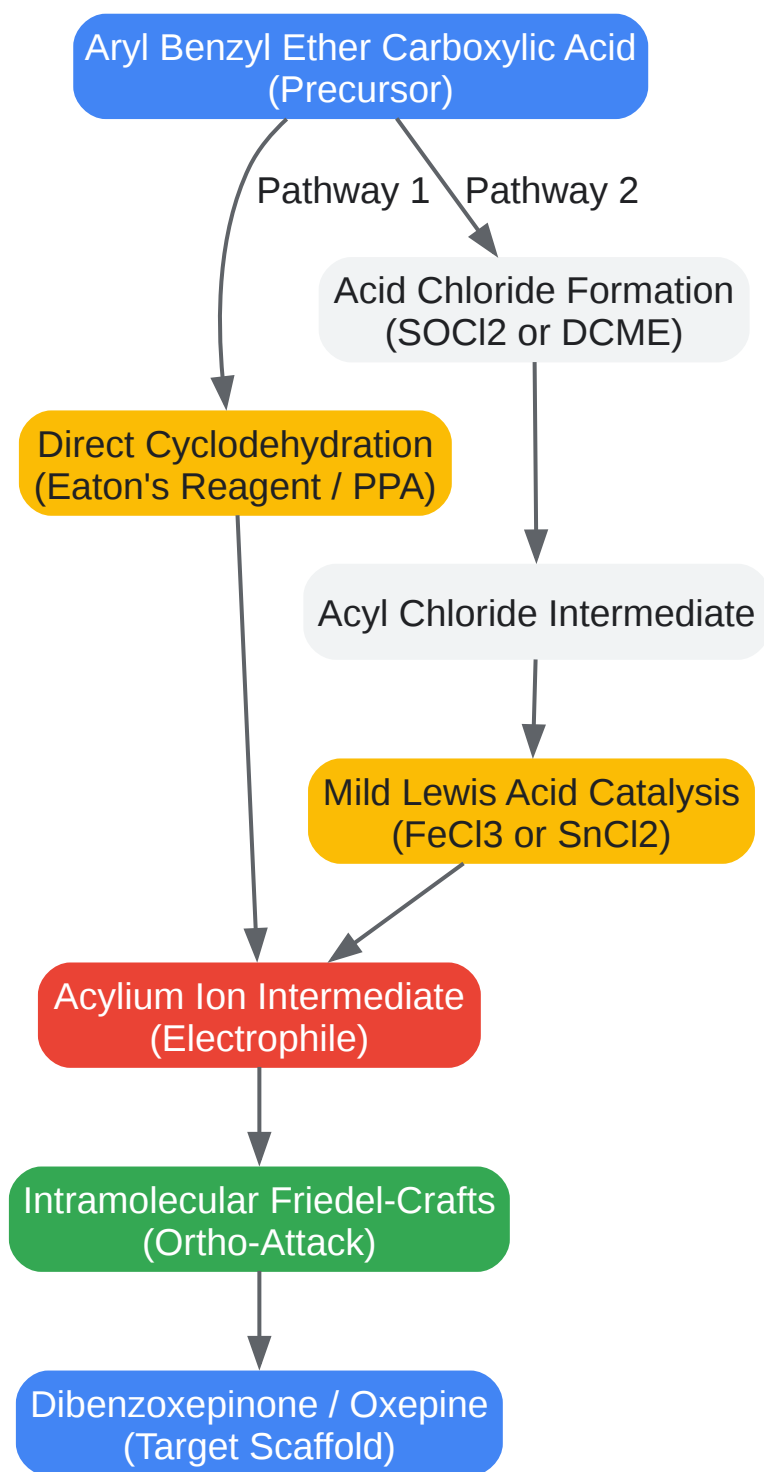 Aryl Benzyl Ether Carboxylic Acid
(Precursor)
Pathway 1
Pathway 2
Acid Chloride Formation
(SOCl2 or DCME)
Direct Cyclodehydration
(Eaton's Reagent / PPA)
Acyl Chloride Intermediate
Mild Lewis Acid Catalysis
(FeCl3 or SnCl2)
Acylium Ion Intermediate
(Electrophile)
Intramolecular Friedel-Crafts
(Ortho-Attack)
Dibenzoxepinone / Oxepine
(Target Scaffold)